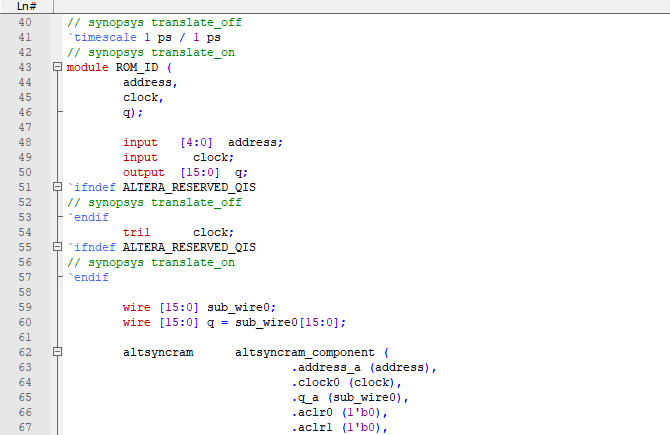 Ln#
40 // synopsys translate_off
41 `timescale 1 ps / 1 ps
42 // synopsys translate_on
43 module ROM_ID (
44 address,
45 clock,
46 q);
47
48 input [4:0] address;
49 input clock;
50 output [15:0] q;
51 `ifndef ALTERA_RESERVED_QIS
52 // synopsys translate_off
53 `endif
54 tri1 clock;
55 `ifndef ALTERA_RESERVED_QIS
56 // synopsys translate_on
57 `endif
58
59 wire [15:0] sub_wire0;
60 wire [15:0] q = sub_wire0[15:0];
61
62 altsyncram altsyncram_component (
63 .address_a (address),
64 .clock0 (clock),
65 .q_a (sub_wire0),
66 .aclr0 (1'b0),
67 .aclr1 (1'b0),